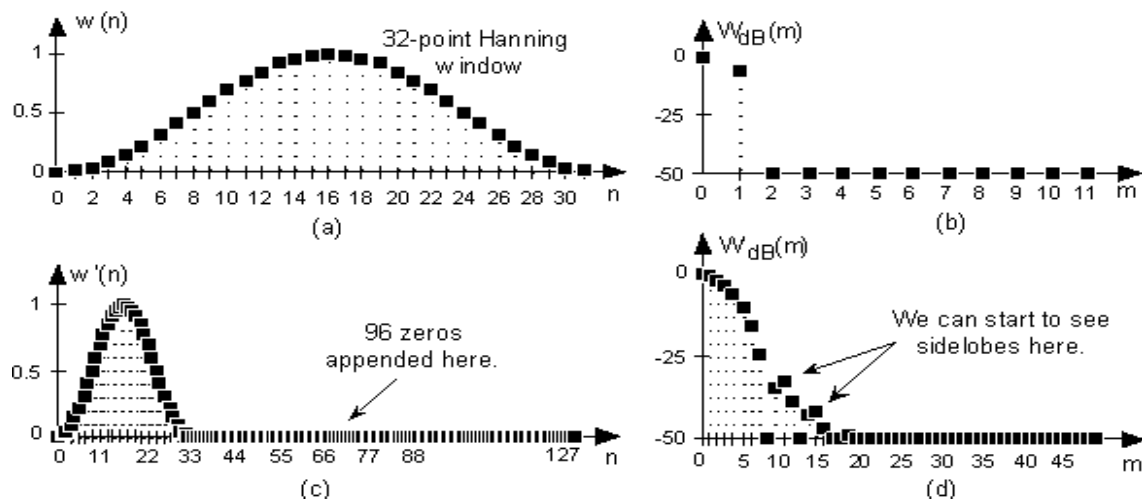 w (n)
32-point Hanning
window
1
0.5
0
0 2 4 6 8 10 12 14 16 18 20 22 24 26 28 30 n
(a)
W dB (m)
0
-25
-50
0 1 2 3 4 5 6 7 8 9 10 11 m
(b)
w '(n)
1
0.5
0
96 zeros
appended here.
0 11 22 33 44 55 66 77 88 127 n
(c)
W' dB (m)
0
-25
-50
We can start to see
sidelobes here.
0 5 10 15 20 25 30 35 40 45 m
(d)